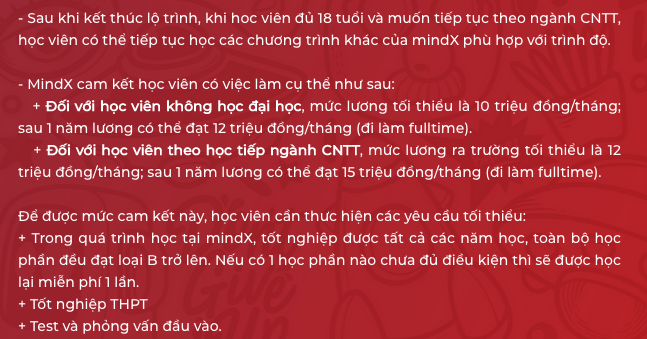 - Sau khi kết thúc lộ trình, khi hoc viên đủ 18 tuổi và muốn tiếp tục theo ngành CNTT,
học viên có thể tiếp tục học các chương trình khác của mindX phù hợp với trình độ.
- MindX cam kết học viên có việc làm cụ thể như sau:
+ Đối với học viên không học đại học, mức lương tối thiểu là 10 triệu đồng/tháng;
sau 1 năm lương có thể đạt 12 triệu đồng/tháng (đi làm fulltime).
+ Đối với học viên theo học tiếp ngành CNTT, mức lương ra trường tối thiểu là 12
triệu đồng/tháng; sau 1 năm lương có thể đạt 15 triệu đồng/tháng (đi làm fulltime).
Để được mức cam kết này, học viên cần thực hiện các yêu cầu tối thiểu:
+ Trong quá trình học tại mindX, tốt nghiệp được tất cả các năm học, toàn bộ học
phần đều đạt loại B trở lên. Nếu có 1 học phần nào chưa đủ điều kiện thì sẽ được học
lại miễn phí 1 lần.
+ Tốt nghiệp THPT
+ Test và phỏng vấn đầu vào.